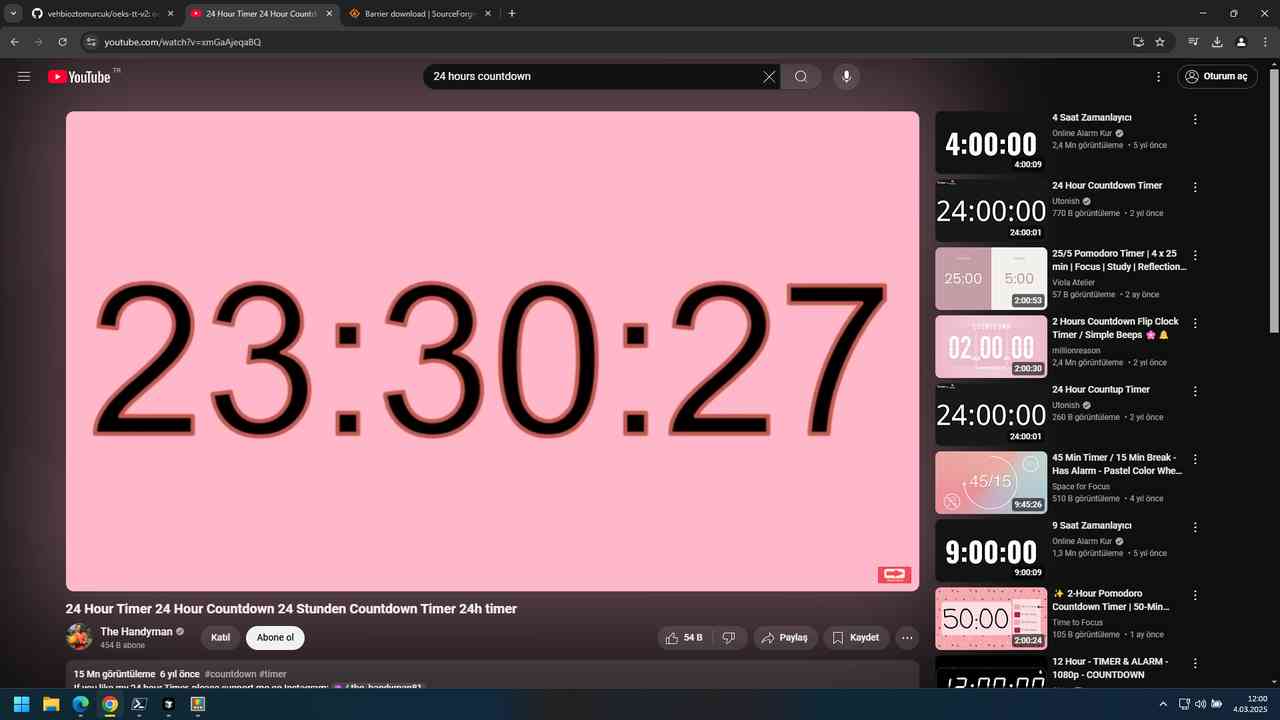 vehbioztomurcuk/oeks-tt-v2: o
24 Hour Timer 24 Hour Countd
Barrier download | SourceForg
youtube.com/watch?v=xmGaAjeqaBQ
YouTube TR
24 hours countdown
Oturum aç
23:30:27
24 Hour Timer 24 Hour Countdown 24 Stunden Countdown Timer 24h timer
The Handyman
454 B abone
Katıl
Abone ol
54 B
Paylaş
Kaydet
15 Mn görüntüleme 6 yıl önce #countdown #timer
If you like my 24 hour Timer, please support me on Instagram: / the_handyman81
4:00:00
4:00:09
4 Saat Zamanlayıcı
Online Alarm Kur
2,4 Mn görüntüleme • 5 yıl önce
24:00:00
24:00:01
24 Hour Countdown Timer
Utonish
770 B görüntüleme • 2 yıl önce
25:00
5:00
2:00:53
25/5 Pomodoro Timer | 4 x 25
min | Focus | Study | Reflection...
Viola Atelier
57 B görüntüleme • 2 ay önce
COUNTDOWN
02:00:00
2:00:30
2 Hours Countdown Flip Clock
Timer / Simple Beeps 🌸 🔔
millionreason
2,4 Mn görüntüleme • 2 yıl önce
24:00:00
24:00:01
24 Hour Countup Timer
Utonish
260 B görüntüleme • 2 yıl önce
45/15
9:45:26
45 Min Timer / 15 Min Break -
Has Alarm - Pastel Color Whe...
Space for Focus
510 B görüntüleme • 4 yıl önce
9:00:00
9:00:09
9 Saat Zamanlayıcı
Online Alarm Kur
1,3 Mn görüntüleme • 5 yıl önce
50:00
2:00:24
✨ 2-Hour Pomodoro
Countdown Timer | 50-Min...
Time to Focus
105 B görüntüleme • 1 ay önce
12:00:00
12 Hour - TIMER & ALARM -
1080p - COUNTDOWN
12:00
4.03.2025